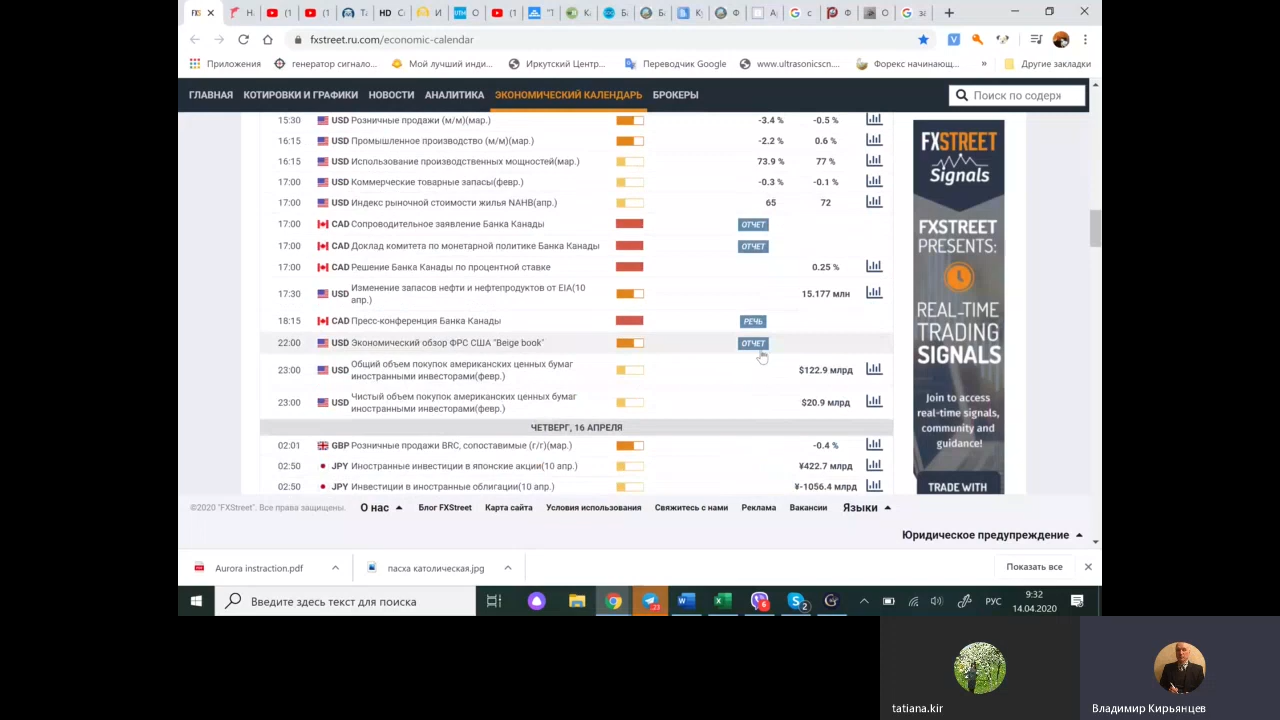 fxstreet.ru.com/economic-calendar
Приложения генератор сигнало... Мой лучший инди... Иркутский Центр... Переводчик Google www.ultrasonicscn.... Форекс начинающ... » Другие закладки
ГЛАВНАЯ КОТИРОВКИ И ГРАФИКИ НОВОСТИ АНАЛИТИКА ЭКОНОМИЧЕСКИЙ КАЛЕНДАРЬ БРОКЕРЫ Поиск по содерж
15:30 USD Розничные продажи (м/м)(мар.) -3.4 % -0.5 %
16:15 USD Промышленное производство (м/м)(мар.) -2.2 % 0.6 %
16:15 USD Использование производственных мощностей(мар.) 73.9 % 77 %
17:00 USD Коммерческие товарные запасы(февр.) -0.3 % -0.1 %
17:00 USD Индекс рыночной стоимости жилья NAHB(апр.) 65 72
17:00 CAD Сопроводительное заявление Банка Канады ОТЧЕТ
17:00 CAD Доклад комитета по монетарной политике Банка Канады ОТЧЕТ
17:00 CAD Решение Банка Канады по процентной ставке 0.25 %
17:30 USD Изменение запасов нефти и нефтепродуктов от EIA(10
апр.) 15.177 млн
18:15 CAD Пресс-конференция Банка Канады РЕЧЬ
22:00 USD Экономический обзор ФРС США "Beige book" ОТЧЕТ
23:00 USD Общий объем покупок американских ценных бумаг
иностранными инвесторами(февр.) $122.9 млрд
23:00 USD Чистый объем покупок американских ценных бумаг
иностранными инвесторами(февр.) $20.9 млрд
ЧЕТВЕРГ, 16 АПРЕЛЯ
02:01 GBP Розничные продажи BRC, сопоставимые (г/г)(мар.) -0.4 %
02:50 JPY Иностранные инвестиции в японские акции(10 апр.) ¥422.7 млрд
02:50 JPY Инвестиции в иностранные облигации(10 апр.) ¥-1056.4 млрд
FXSTREET
Signals
FXSTREET
PRESENTS:
REAL-TIME
TRADING
SIGNALS
Join to access
real-time signals,
community and
guidance!
TRADE WITH
©2020 "FXStreet". Все права защищены. О нас Блог FXStreet Карта сайта Условия использования Свяжитесь с нами Реклама Вакансии Языки
Юридическое предупреждение
Aurora instraction.pdf пасха католическая.jpg Показать все
Введите здесь текст для поиска РУС 9:32
14.04.2020
tatiana.kir Владимир Кирьянцев